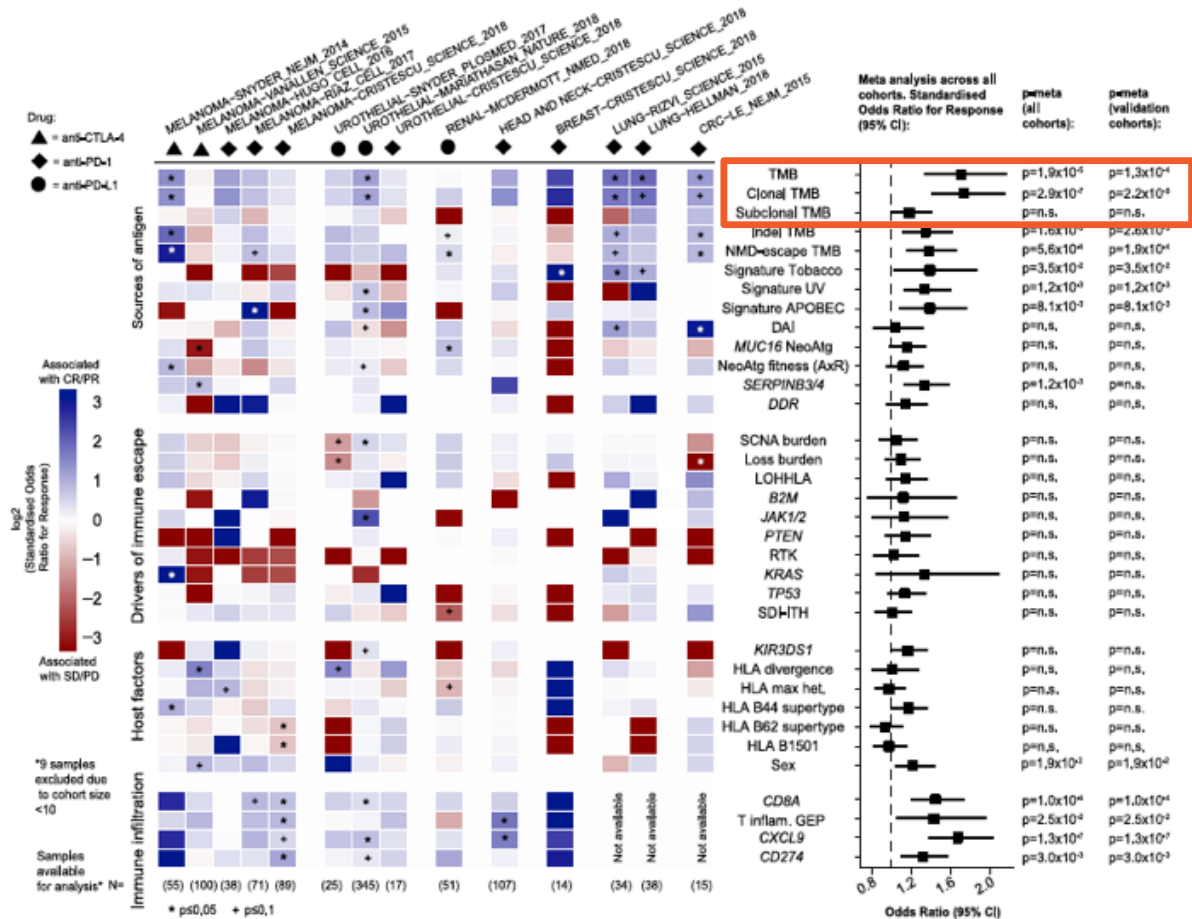 MELANOMA-SNYDER_NEJM_2014
MELANOMA-VANALLEN_SCIENCE_2015
MELANOMA-HUGO_CELL_2016
MELANOMA-RIAZ_CELL_2017
MELANOMA-CRISTESCU_SCIENCE_2018
UROTHELIAL-SNYDER_PLOSMED_2017
UROTHELIAL-MARIATHASAN_NATURE_2018
UROTHELIAL-CRISTESCU_SCIENCE_2018
RENAL-MCDERMOTT_NMED_2018
HEAD AND NECK-CRISTESCU_SCIENCE_2018
BREAST-CRISTESCU_SCIENCE_2018
LUNG-RIZVI_SCIENCE_2015
LUNG-HELLMAN_2018
CRC-LE_NEJM_2015
Drug:
▲ = anti-CTLA-4
◆ = anti-PD-1
● = anti-PD-L1
Meta analysis across all
cohorts. Standardised
Odds Ratio for Response
(95% CI):
p-meta
(all
cohorts):
p-meta
(validation
cohorts):
Sources of antigen
TMB p=1,9x10⁻⁵ p=1,3x10⁻⁴
Clonal TMB p=2.9x10⁻⁷ p=2.2x10⁻⁶
Subclonal TMB p=n.s. p=n.s.
Indel TMB
NMD-escape TMB p=5,6x10⁻⁴ p=1,9x10⁻⁴
Signature Tobacco p=3.5x10⁻² p=3.5x10⁻²
Signature UV p=1,2x10⁻³ p=1,2x10⁻³
Signature APOBEC p=8.1x10⁻³ p=8.1x10⁻³
DAI p=n,s, p=n,s,
MUC16 NeoAtg p=n.s. p=n.s.
NeoAtg fitness (AxR) p=n.s. p=n.s.
SERPINB3/4 p=1.2x10⁻³ p=n.s.
DDR p=n,s, p=n,s,
Associated
with CR/PR
3
2
1
0
−1
−2
−3
log2
(Standardised Odds
Ratio for Response)
Associated
with SD/PD
Drivers of immune escape
SCNA burden p=n.s. p=n.s.
Loss burden p=n.s. p=n.s.
LOHHLA p=n.s. p=n.s.
B2M p=n.s. p=n.s.
JAK1/2 p=n.s. p=n.s.
PTEN p=n,s, p=n,s,
RTK p=n.s. p=n.s.
KRAS p=n.s. p=n.s.
TP53 p=n.s. p=n.s.
SDI-ITH p=n.s. p=n.s.
Host factors
KIR3DS1 p=n.s. p=n.s.
HLA divergence p=n.s. p=n.s.
HLA max het, p=n.s. p=n.s.
HLA B44 supertype p=n.s. p=n.s.
HLA B62 supertype p=n.s. p=n.s.
HLA B1501 p=n,s, p=n,s,
Sex p=1,9x10⁻²
*9 samples
excluded due
to cohort size
<10
Immune infiltration
CD8A p=1.0x10⁻⁴ p=1.0x10⁻⁴
T inflam. GEP p=2.5x10⁻² p=2.5x10⁻²
CXCL9 p=1.3x10⁻⁷ p=1.3x10⁻⁷
CD274 p=3.0x10⁻³ p=3.0x10⁻³
Not available
Not available
Not available
Samples
available
for analysis* N=
(55) (100) (38) (71) (89) (25) (345) (17) (51) (107) (14) (34) (38) (15)
* p≤0,05 + p≤0,1
0.8 1.2 1.6 2.0
Odds Ratio (95% CI)